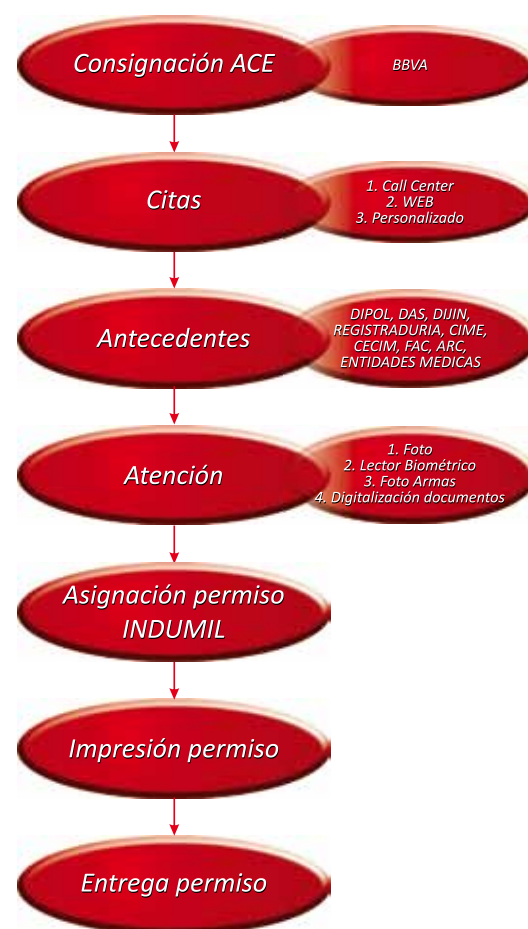 Consignación ACE
BBVA
Citas
1. Call Center
2. WEB
3. Personalizado
Antecedentes
DIPOL, DAS, DIJIN,
REGISTRADURIA, CIME,
CECIM, FAC, ARC,
ENTIDADES MEDICAS
Atención
1. Foto
2. Lector Biométrico
3. Foto Armas
4. Digitalización documentos
Asignación permiso
INDUMIL
Impresión permiso
Entrega permiso